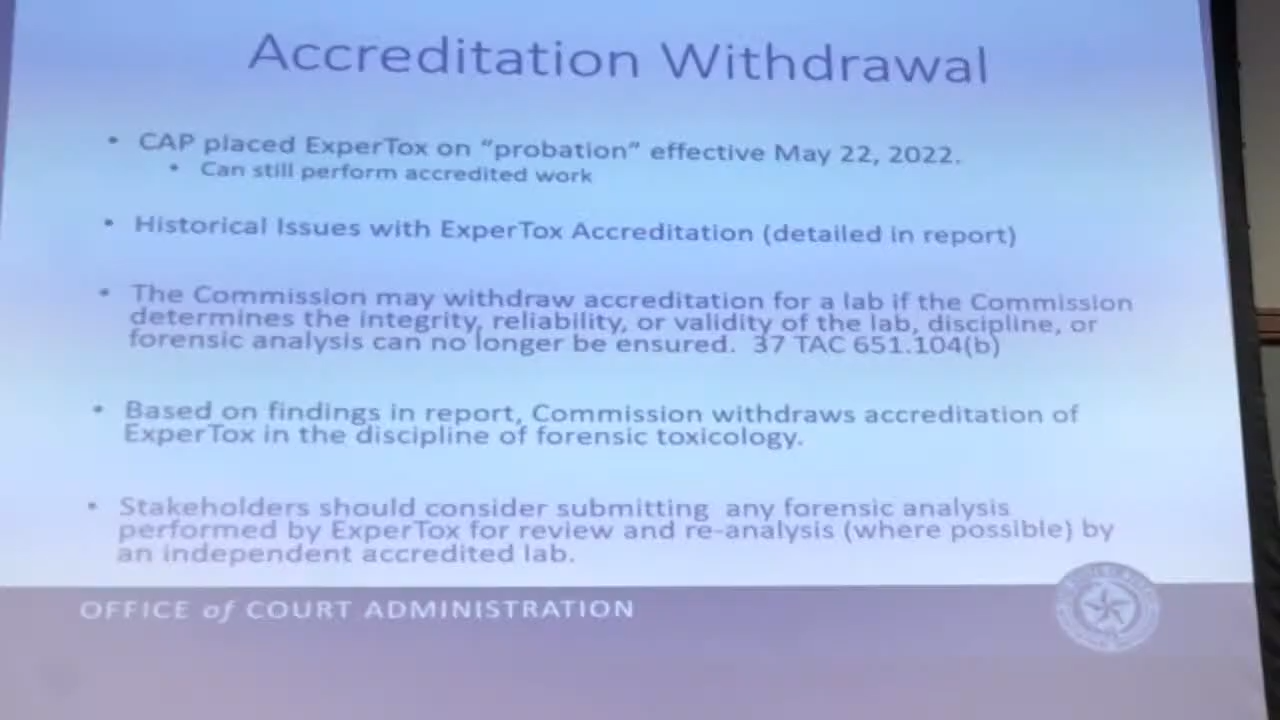 Accreditation Withdrawal
• CAP placed ExperTox on “probation” effective May 22, 2022.
• Can still perform accredited work
• Historical Issues with ExperTox Accreditation (detailed in report)
• The Commission may withdraw accreditation for a lab if the Commission
determines the integrity, reliability, or validity of the lab, discipline, or
forensic analysis can no longer be ensured. 37 TAC 651.104(b)
• Based on findings in report, Commission withdraws accreditation of
ExperTox in the discipline of forensic toxicology.
• Stakeholders should consider submitting any forensic analysis
performed by ExperTox for review and re-analysis (where possible) by
an independent accredited lab.
OFFICE of COURT ADMINISTRATION